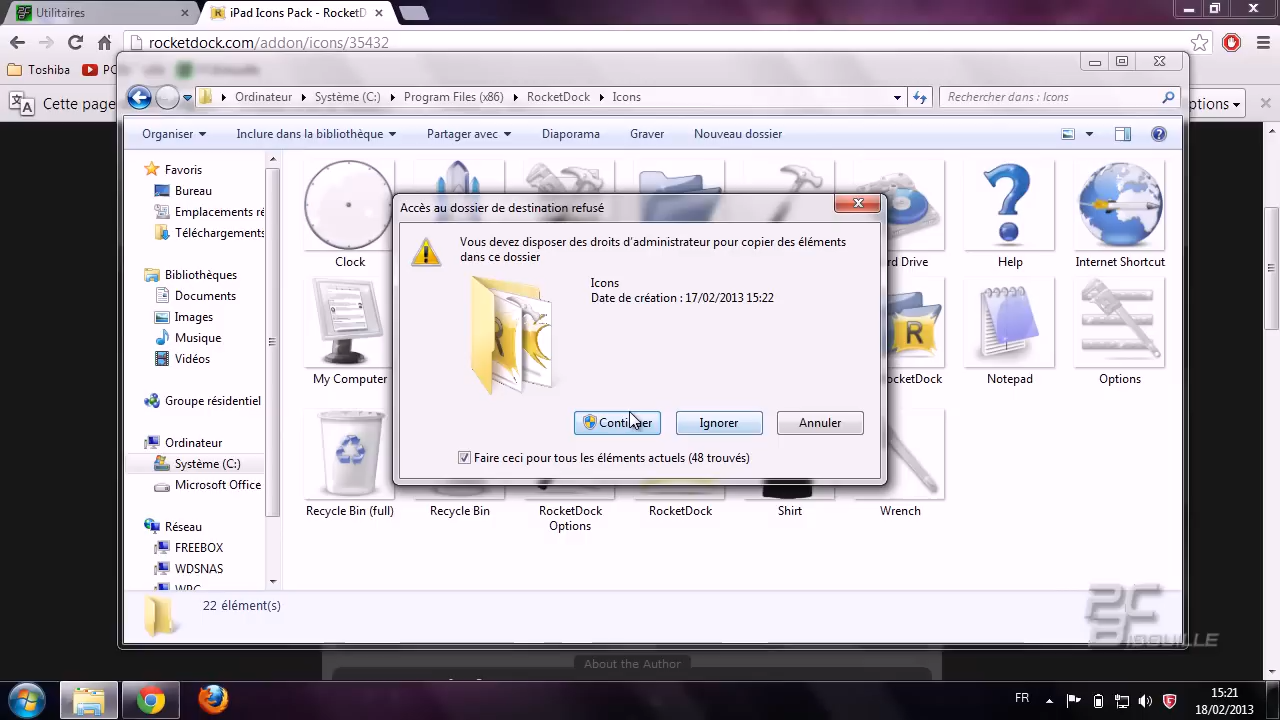 Utilitaires
iPad Icons Pack - RocketD
rocketdock.com/addon/icons/35432
Toshiba
Cette page
ptions
Ordinateur
Système (C:)
Program Files (x86)
RocketDock
Icons
Rechercher dans : Icons
Organiser
Inclure dans la bibliothèque
Partager avec
Diaporama
Graver
Nouveau dossier
Favoris
Bureau
Emplacements ré
Téléchargements
Bibliothèques
Documents
Images
Musique
Vidéos
Groupe résidentiel
Ordinateur
Système (C:)
Microsoft Office
Réseau
FREEBOX
WDSNAS
Clock
rd Drive
Help
Internet Shortcut
My Computer
ocketDock
Notepad
Options
Recycle Bin (full)
Recycle Bin
RocketDock
Options
RocketDock
Shirt
Wrench
Accès au dossier de destination refusé
Vous devez disposer des droits d'administrateur pour copier des éléments
dans ce dossier
Icons
Date de création : 17/02/2013 15:22
Continuer
Ignorer
Annuler
Faire ceci pour tous les éléments actuels (48 trouvés)
22 élément(s)
About the Author
FR
15:21
18/02/2013